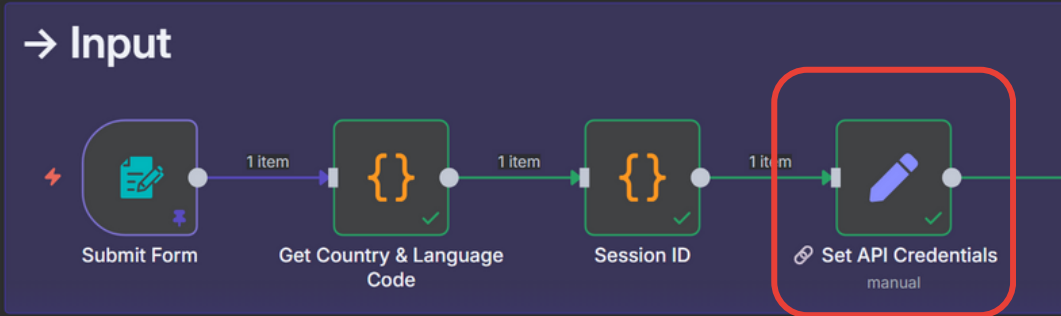 → Input
1 item
1 item
1 item
{}
{}
Submit Form
Get Country & Language
Code
Session ID
Set API Credentials
manual